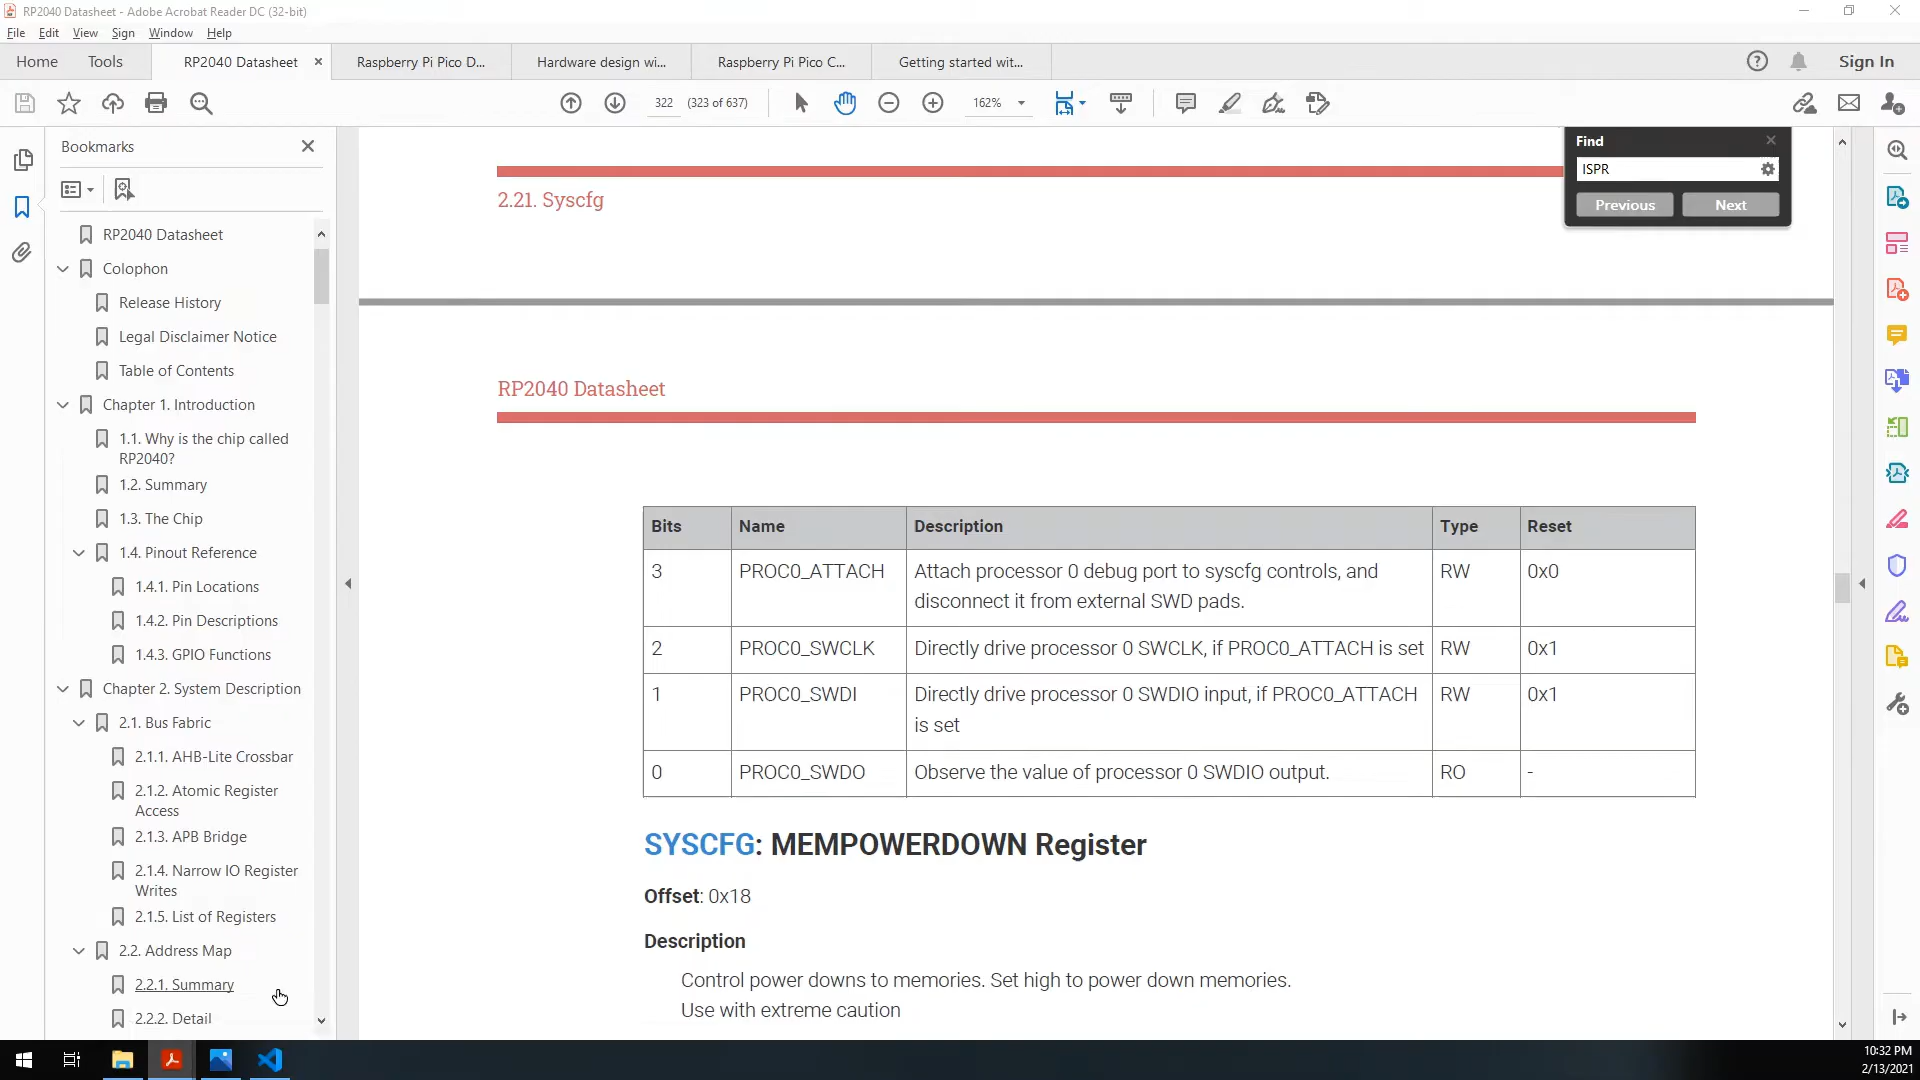 RP2040 Datasheet - Adobe Acrobat Reader DC (32-bit)
File Edit View Sign Window Help
Home Tools RP2040 Datasheet × Raspberry Pi Pico D... Hardware design wi... Raspberry Pi Pico C... Getting started wit... Sign In
322 (323 of 637) 162%
Bookmarks
RP2040 Datasheet
Colophon
Release History
Legal Disclaimer Notice
Table of Contents
Chapter 1. Introduction
1.1. Why is the chip called
RP2040?
1.2. Summary
1.3. The Chip
1.4. Pinout Reference
1.4.1. Pin Locations
1.4.2. Pin Descriptions
1.4.3. GPIO Functions
Chapter 2. System Description
2.1. Bus Fabric
2.1.1. AHB-Lite Crossbar
2.1.2. Atomic Register
Access
2.1.3. APB Bridge
2.1.4. Narrow IO Register
Writes
2.1.5. List of Registers
2.2. Address Map
2.2.1. Summary
2.2.2. Detail
Find
ISPR
Previous Next
2.21. Syscfg
RP2040 Datasheet
Bits Name Description Type Reset
3 PROC0_ATTACH Attach processor 0 debug port to syscfg controls, and RW 0x0
disconnect it from external SWD pads.
2 PROC0_SWCLK Directly drive processor 0 SWCLK, if PROC0_ATTACH is set RW 0x1
1 PROC0_SWDI Directly drive processor 0 SWDIO input, if PROC0_ATTACH RW 0x1
is set
0 PROC0_SWDO Observe the value of processor 0 SWDIO output. RO -
SYSCFG: MEMPOWERDOWN Register
Offset: 0x18
Description
Control power downs to memories. Set high to power down memories.
Use with extreme caution
10:32 PM
2/13/2021